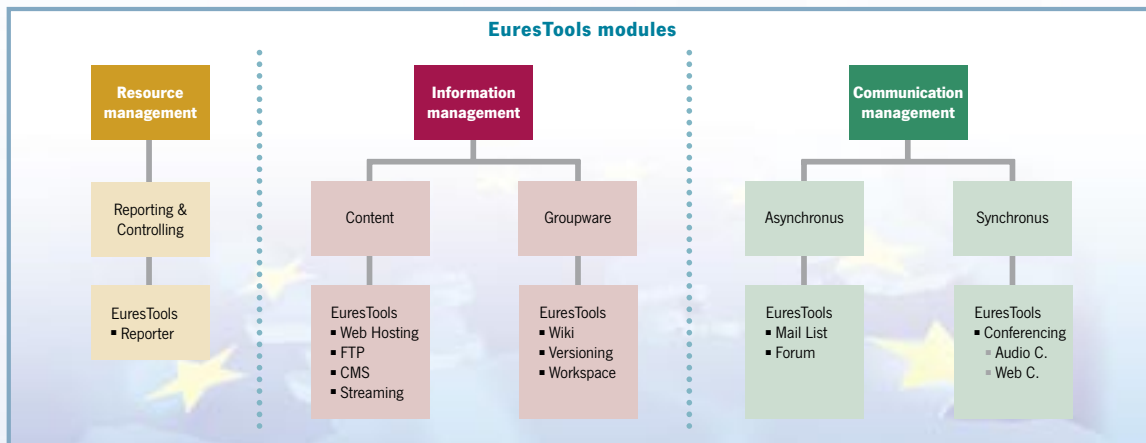 EuresTools modules
Resource
management
Reporting &
Controlling
EuresTools
▪ Reporter
Information
management
Content
EuresTools
▪ Web Hosting
▪ FTP
▪ CMS
▪ Streaming
Groupware
EuresTools
▪ Wiki
▪ Versioning
▪ Workspace
Communication
management
Asynchronus
EuresTools
▪ Mail List
▪ Forum
Synchronus
EuresTools
▪ Conferencing
▪ Audio C.
▪ Web C.